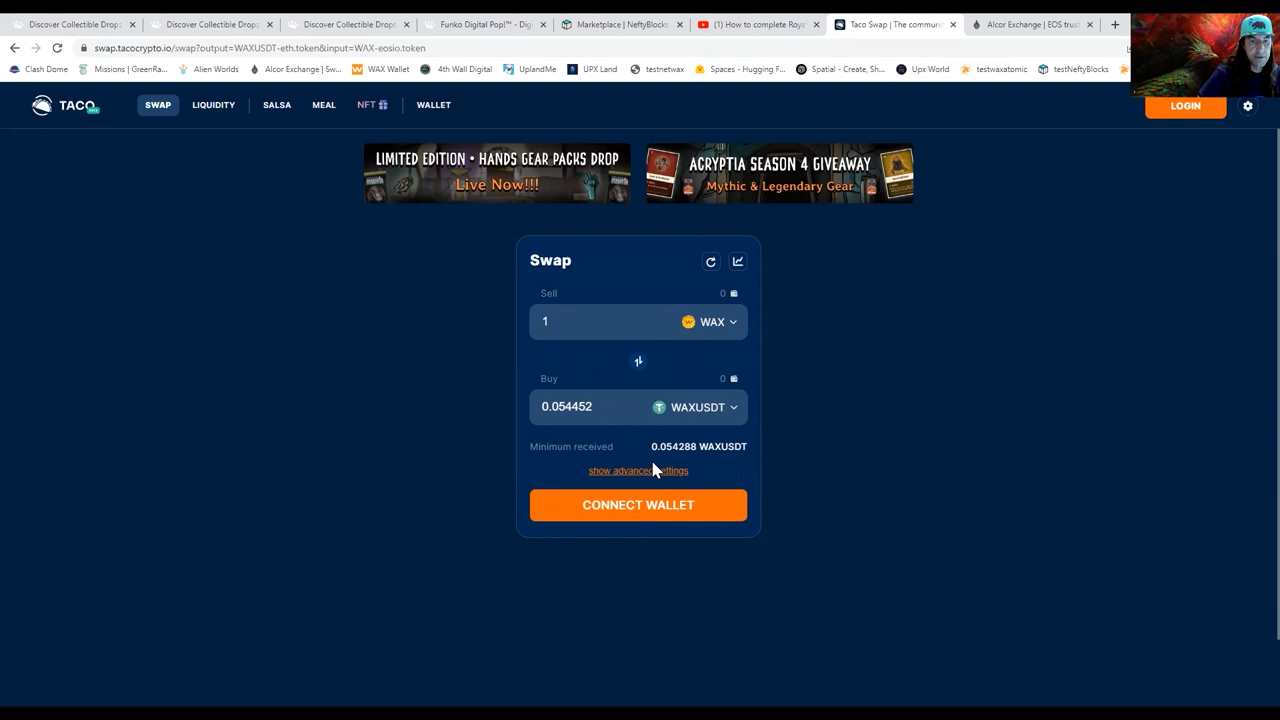 Discover Collectible Drops
Discover Collectible Drops
Discover Collectible Drops
Funko Digital Pop!™ - Dig
Marketplace | NeftyBlocks
(1) How to complete Roya
Taco Swap | The commun
Alcor Exchange | EOS trus
swap.tacocrypto.io/swap?output=WAXUSDT-eth.token&input=WAX-eosio.token
Clash Dome
Missions | GreenRa...
Alien Worlds
Alcor Exchange | Sw...
WAX Wallet
4th Wall Digital
UplandMe
UPX Land
testnetwax
Spaces - Hugging F...
Spatial - Create, Sh...
Upx World
testwaxatomic
testNeftyBlocks
TACO
SWAP
LIQUIDITY
SALSA
MEAL
NFT
WALLET
LOGIN
LIMITED EDITION • HANDS GEAR PACKS DROP
Live Now!!!
ACRYPTIA SEASON 4 GIVEAWAY
Mythic & Legendary Gear
Swap
Sell 0
1 WAX
Buy 0
0.054452 WAXUSDT
Minimum received 0.054288 WAXUSDT
show advanced settings
CONNECT WALLET